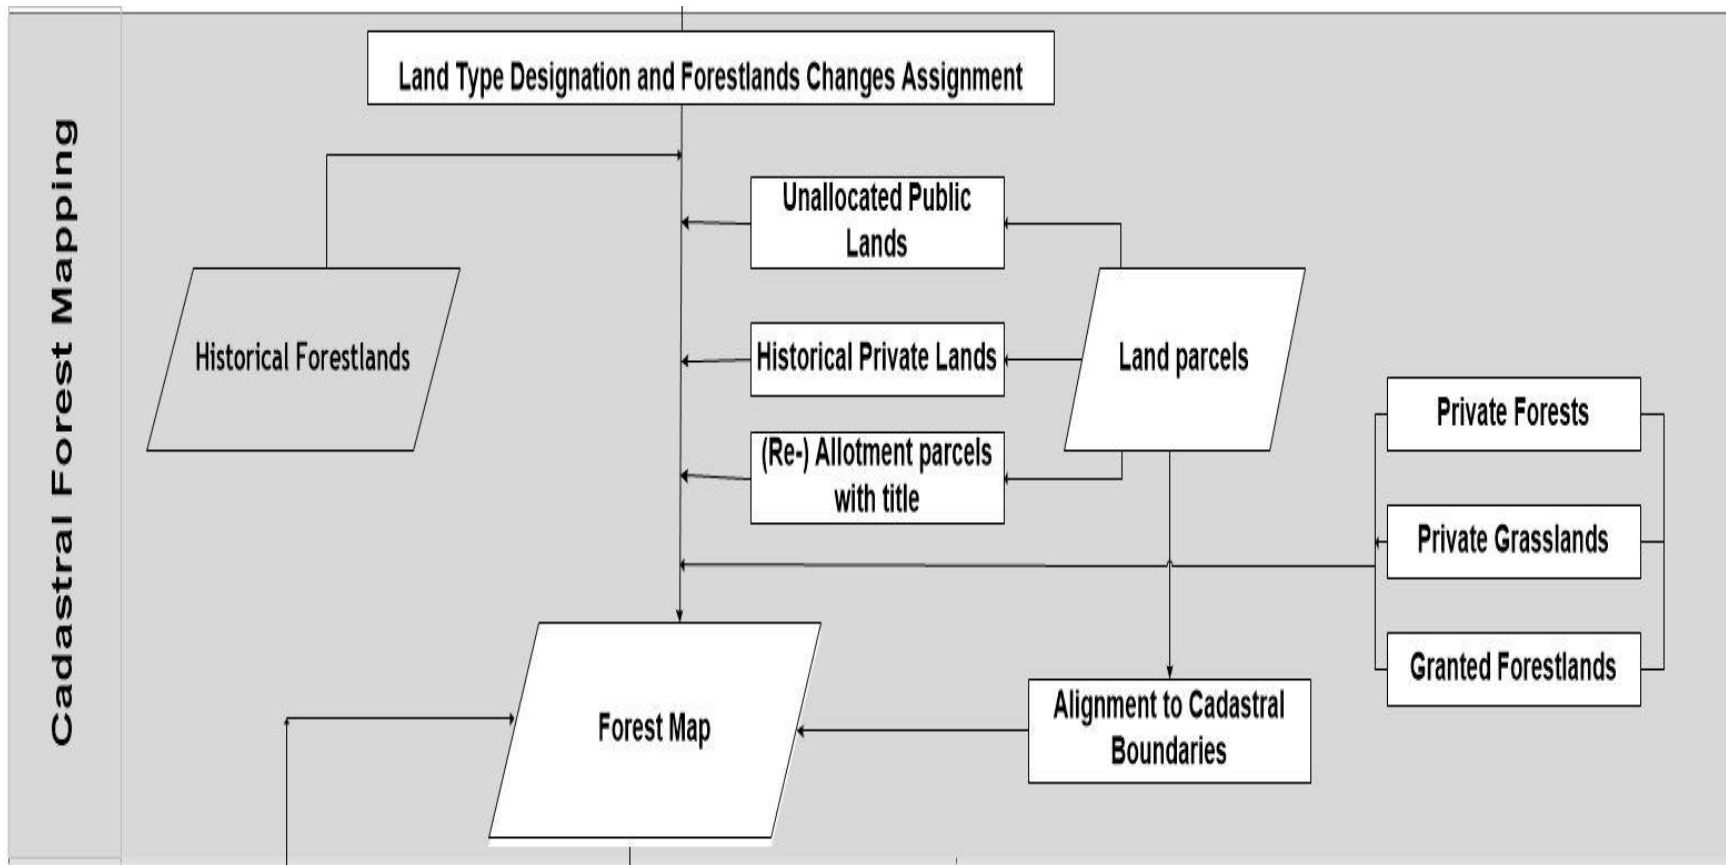 Cadastral Forest Mapping
Land Type Designation and Forestlands Changes Assignment
Unallocated Public
Lands
Historical Forestlands
Historical Private Lands
Land parcels
(Re-) Allotment parcels
with title
Private Forests
Private Grasslands
Granted Forestlands
Forest Map
Alignment to Cadastral
Boundaries